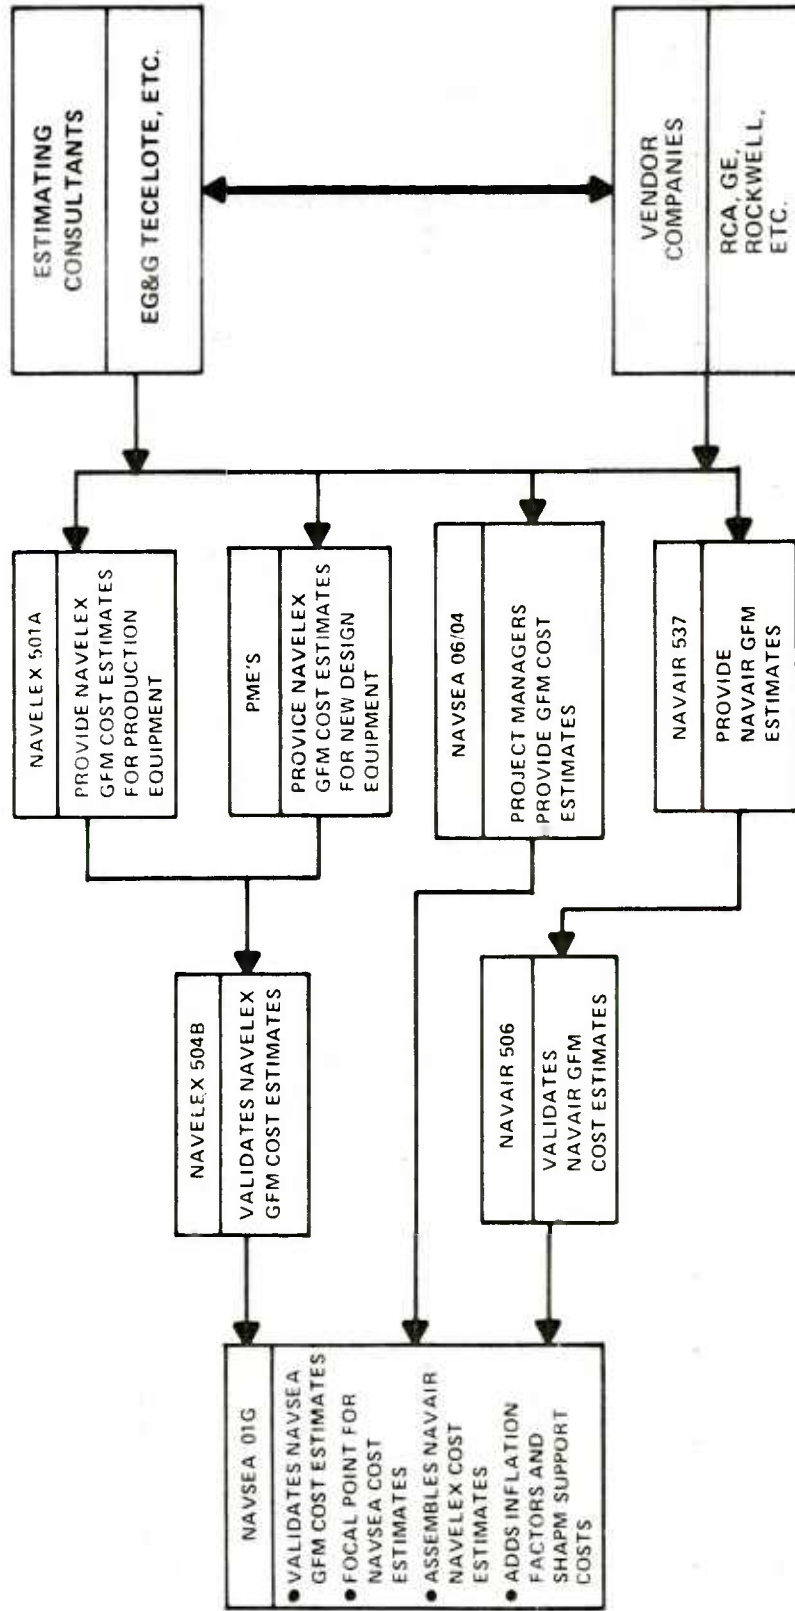 NAVSEA 01G
● VALIDATES NAVSEA
GFM COST ESTIMATES
● FOCAL POINT FOR
NAVSEA COST
ESTIMATES
● ASSEMBLES NAVAIR
NAVELEX COST
ESTIMATES
● ADDS INFLATION
FACTORS AND
SHAPM SUPPORT
COSTS
NAVELEX 504B
VALIDATES NAVELEX
GFM COST ESTIMATES
NAVAIR 506
VALIDATES
NAVAIR GFM
COST ESTIMATES
NAVELEX 501A
PROVIDE NAVELEX
GFM COST ESTIMATES
FOR PRODUCTION
EQUIPMENT
PME'S
PROVICE NAVELEX
GFM COST ESTIMATES
FOR NEW DESIGN
EQUIPMENT
NAVSEA 06/04
PROJECT MANAGERS
PROVIDE GFM COST
ESTIMATES
NAVAIR 537
PROVIDE
NAVAIR GFM
ESTIMATES
ESTIMATING
CONSULTANTS
EG&G TECELOTE, ETC.
VENDOR
COMPANIES
RCA, GE,
ROCKWELL,
ETC.